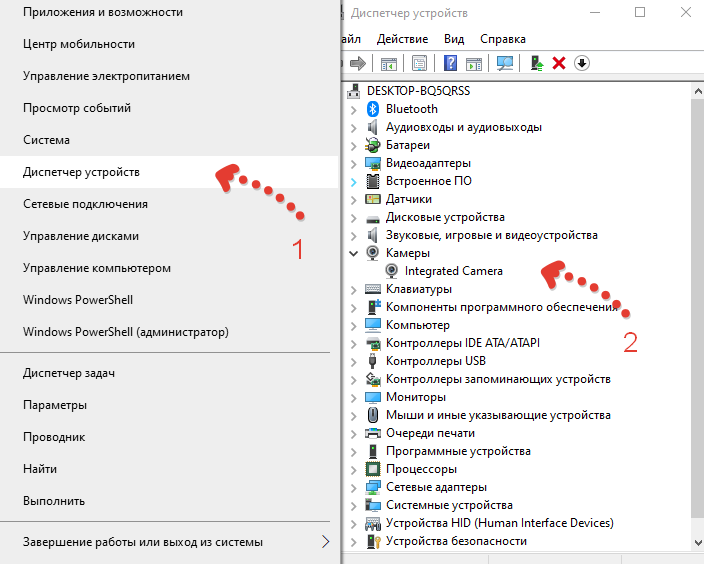 Приложения и возможности
Центр мобильности
Управление электропитанием
Просмотр событий
Система
Диспетчер устройств
Сетевые подключения
Управление дисками
Управление компьютером
Windows PowerShell
Windows PowerShell (администратор)
Диспетчер задач
Параметры
Проводник
Найти
Выполнить
Завершение работы или выход из системы
1
Диспетчер устройств
айл Действие Вид Справка
DESKTOP-BQ5QRSS
Bluetooth
Аудиовходы и аудиовыходы
Батареи
Видеоадаптеры
Встроенное ПО
Датчики
Дисковые устройства
Звуковые, игровые и видеоустройства
Камеры
Integrated Camera
Клавиатуры
Компоненты программного обеспечения
Компьютер
Контроллеры IDE ATA/ATAPI
Контроллеры USB
Контроллеры запоминающих устройств
Мониторы
Мыши и иные указывающие устройства
Очереди печати
Программные устройства
Процессоры
Сетевые адаптеры
Системные устройства
Устройства HID (Human Interface Devices)
Устройства безопасности
2